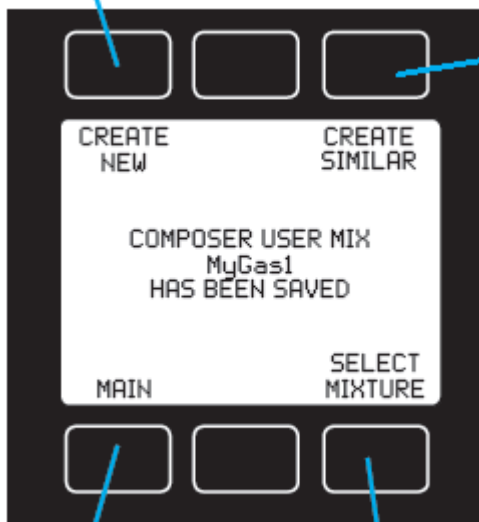 CREATE CREATE
NEW SIMILAR
COMPOSER USER MIX
MyGas1
HAS BEEN SAVED
SELECT
MAIN MIXTURE